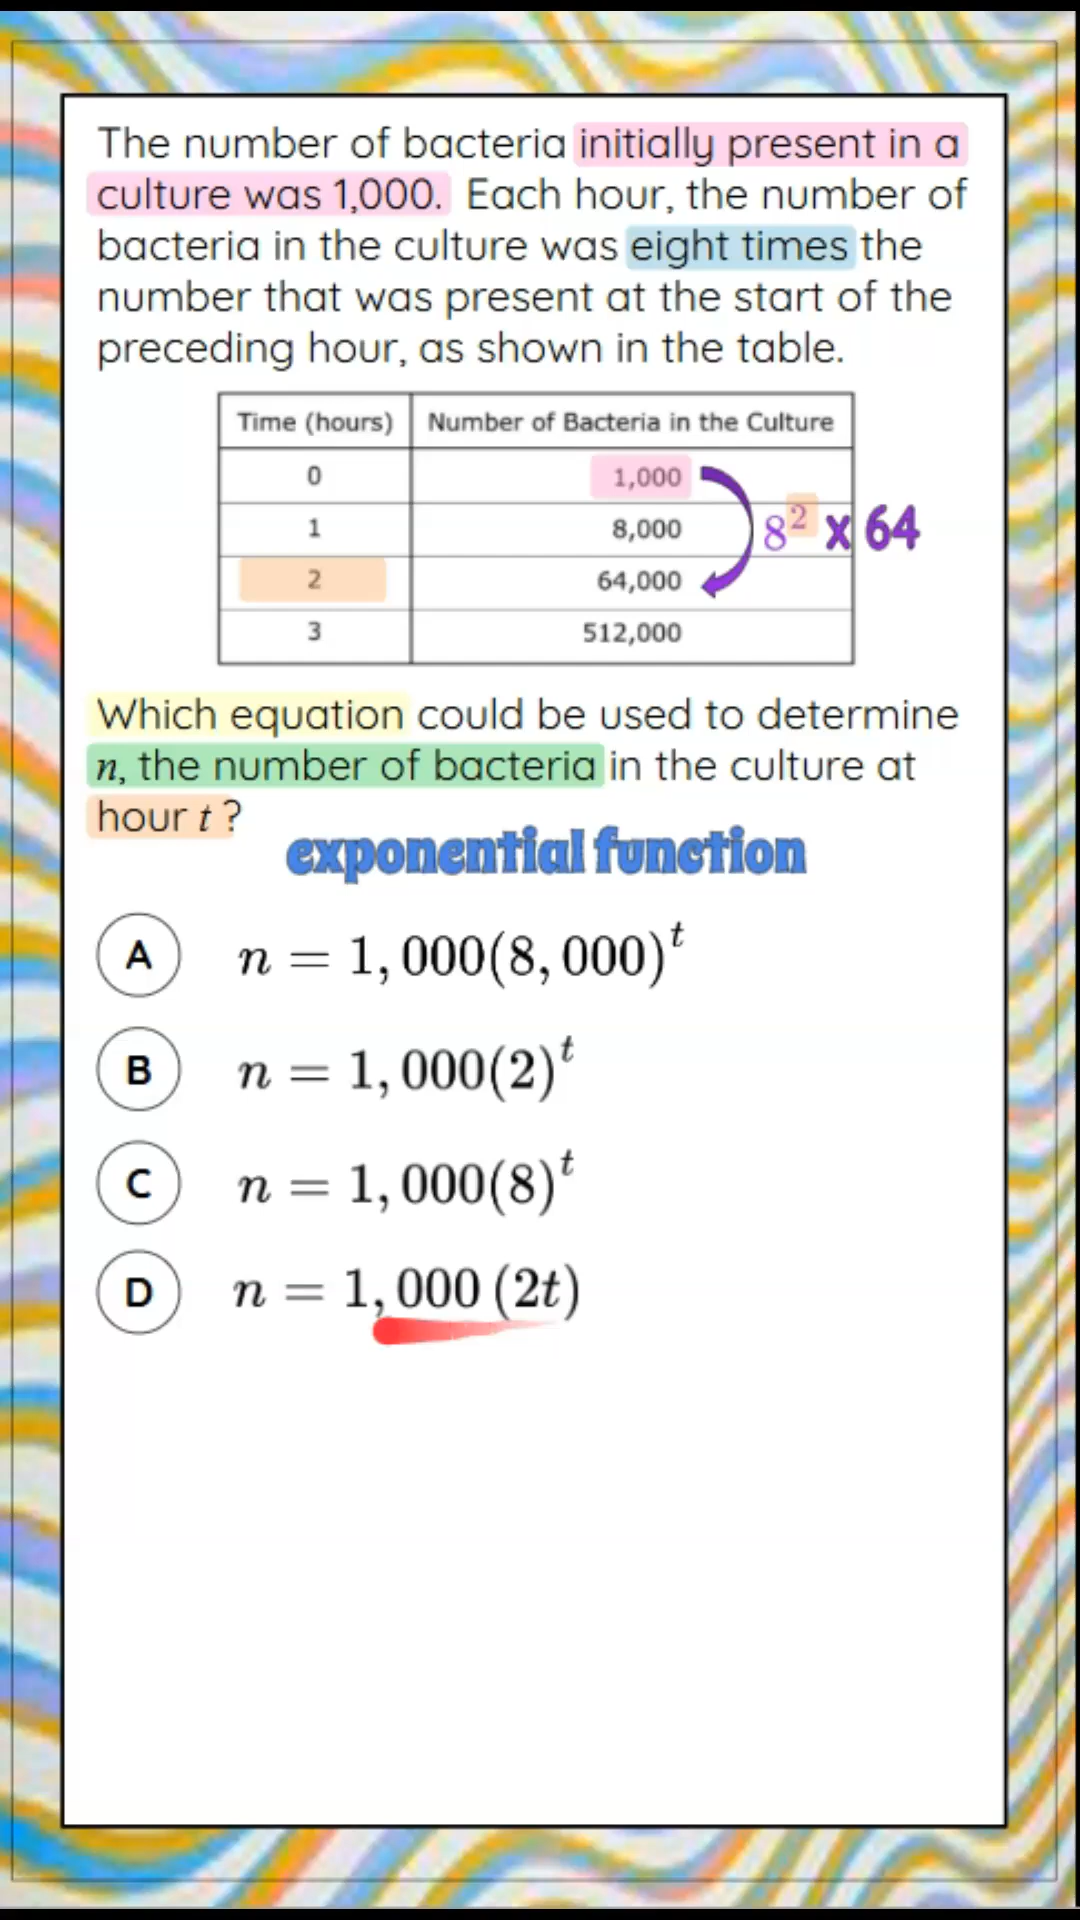 The number of bacteria initially present in a
culture was 1,000. Each hour, the number of
bacteria in the culture was eight times the
number that was present at the start of the
preceding hour, as shown in the table.
Time (hours) Number of Bacteria in the Culture
0 1,000
1 8,000
8² x 64
2 64,000
3 512,000
Which equation could be used to determine
n, the number of bacteria in the culture at
hour t ?
exponential function
A n = 1,000(8,000)^t
B n = 1,000(2)^t
C n = 1,000(8)^t
D n = 1,000 (2t)